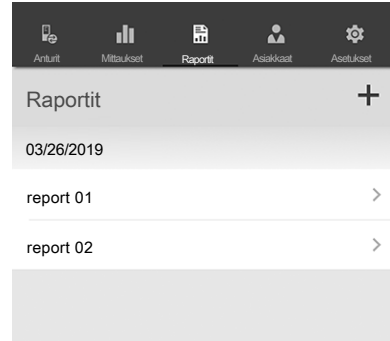 Anturit Mittaukset Raportit Asiakkaat Asetukset
Raportit
03/26/2019
report 01
report 02